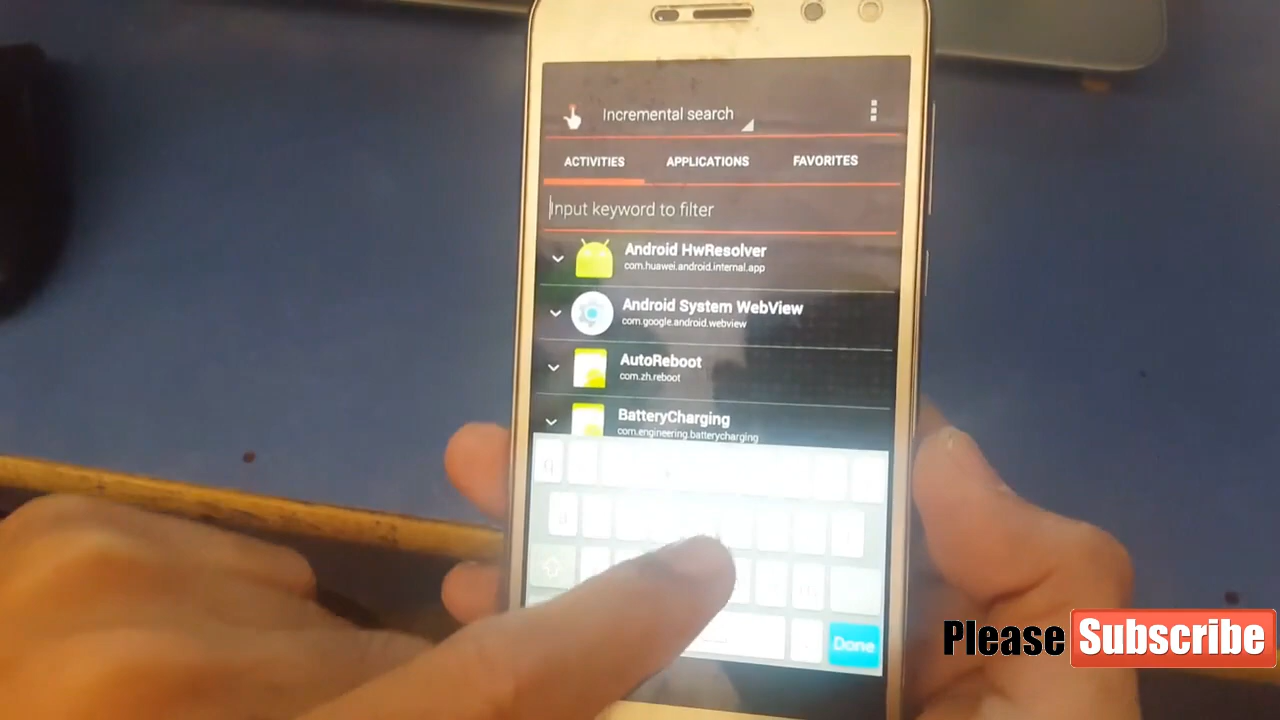 Incremental search
ACTIVITIES APPLICATIONS FAVORITES
Input keyword to filter
Android HwResolver
com.huawei.android.internal.app
Android System WebView
com.google.android.webview
AutoReboot
com.zh.reboot
BatteryCharging
com.engineering.batterycharging
q
a
Done
Please Subscribe